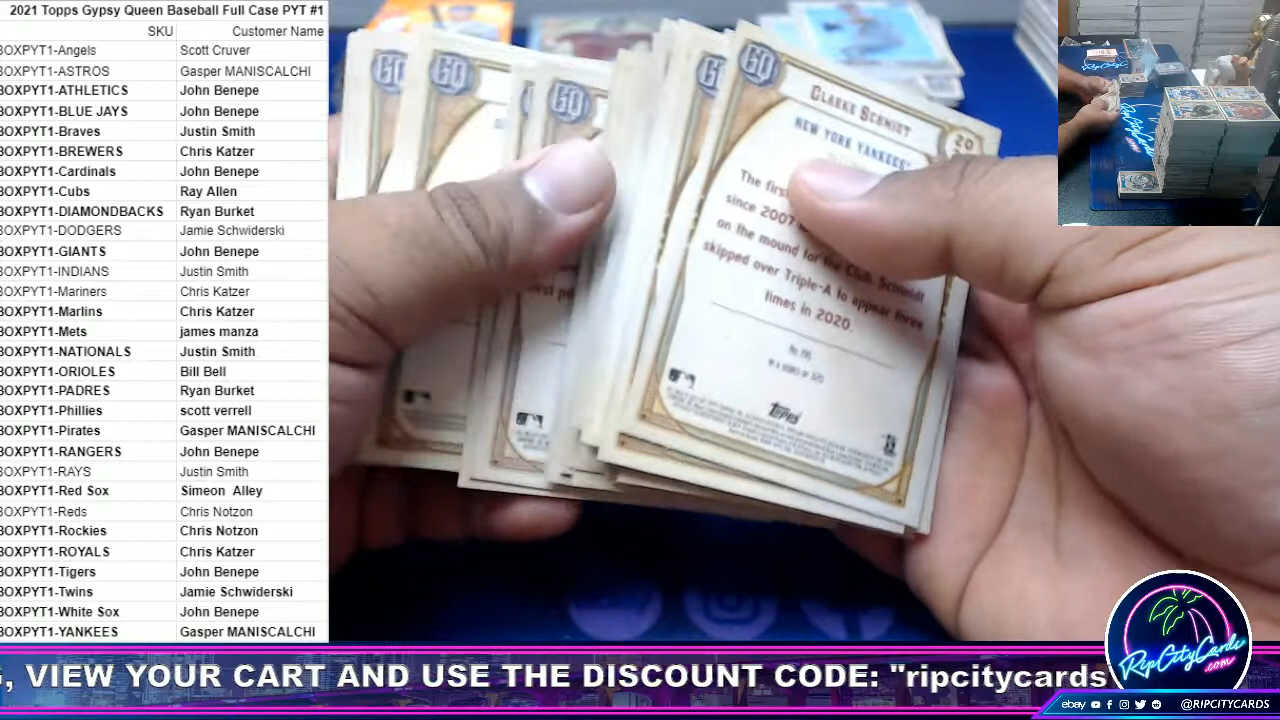 2021 Topps Gypsy Queen Baseball Full Case PYT #1
SKU Customer Name
BOXPYT1-Angels Scott Cruver
BOXPYT1-ASTROS Gasper MANISCALCHI
BOXPYT1-ATHLETICS John Benepe
BOXPYT1-BLUE JAYS John Benepe
BOXPYT1-Braves Justin Smith
BOXPYT1-BREWERS Chris Katzer
BOXPYT1-Cardinals John Benepe
BOXPYT1-Cubs Ray Allen
BOXPYT1-DIAMONDBACKS Ryan Burket
BOXPYT1-DODGERS Jamie Schwiderski
BOXPYT1-GIANTS John Benepe
BOXPYT1-INDIANS Justin Smith
BOXPYT1-Mariners Chris Katzer
BOXPYT1-Marlins Chris Katzer
BOXPYT1-Mets james manza
BOXPYT1-NATIONALS Justin Smith
BOXPYT1-ORIOLES Bill Bell
BOXPYT1-PADRES Ryan Burket
BOXPYT1-Phillies scott verrell
BOXPYT1-Pirates Gasper MANISCALCHI
BOXPYT1-RANGERS John Benepe
BOXPYT1-RAYS Justin Smith
BOXPYT1-Red Sox Simeon Alley
BOXPYT1-Reds Chris Notzon
BOXPYT1-Rockies Chris Notzon
BOXPYT1-ROYALS Chris Katzer
BOXPYT1-Tigers John Benepe
BOXPYT1-Twins Jamie Schwiderski
BOXPYT1-White Sox John Benepe
BOXPYT1-YANKEES Gasper MANISCALCHI
GQ
GQ
GQ
GQ
GQ
CLARKE SCHMIDT
20
NEW YORK YANKEES
The first
since 2007
on the mound for the Club, Schmidt
skipped over Triple-A to appear three
times in 2020.
Topps
, VIEW YOUR CART AND USE THE DISCOUNT CODE: "ripcitycards
RipCityCards
.com
ebay @RIPCITYCARDS